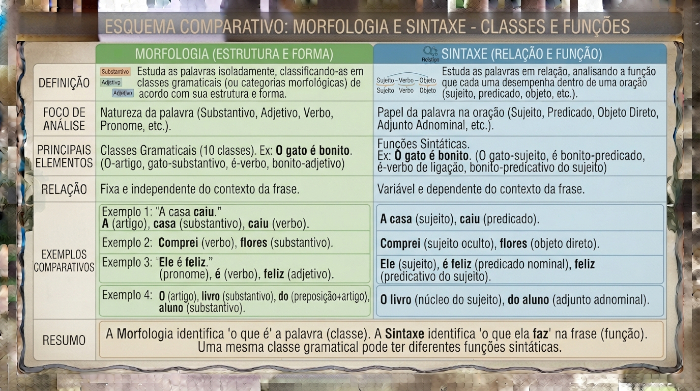 ESQUEMA COMPARATIVO: MORFOLOGIA E SINTAXE - CLASSES E FUNÇÕES
MORFOLOGIA (ESTRUTURA E FORMA)
SINTAXE (RELAÇÃO E FUNÇÃO)
DEFINIÇÃO
Substantivo
Adjetivo
Estuda as palavras isoladamente, classificando-as em
classes gramaticais (ou categorias morfológicas) de
acordo com sua estrutura e forma.
Sujeito - Verbo - Objeto
Sujeito Verbo Objeto
Estuda as palavras em relação, analisando a função
que cada uma desempenha dentro de uma oração
(sujeito, predicado, objeto, etc.).
FOCO DE
ANÁLISE
Natureza da palavra (Substantivo, Adjetivo, Verbo,
Pronome, etc.).
Papel da palavra na oração (Sujeito, Predicado, Objeto Direto,
Adjunto Adnominal, etc.).
PRINCIPAIS
ELEMENTOS
Classes Gramaticais (10 classes). Ex: O gato é bonito.
(O-artigo, gato-substantivo, é-verbo, bonito-adjetivo)
Funções Sintáticas.
Ex: O gato é bonito. (O gato-sujeito, é bonito-predicado,
é-verbo de ligação, bonito-predicativo do sujeito)
RELAÇÃO
Fixa e independente do contexto da frase.
Variável e dependente do contexto da frase.
EXEMPLOS
COMPARATIVOS
Exemplo 1: "A casa caiu."
A (artigo), casa (substantivo), caiu (verbo).
A casa (sujeito), caiu (predicado).
Exemplo 2: Comprei (verbo), flores (substantivo).
Comprei (sujeito oculto), flores (objeto direto).
Exemplo 3: "Ele é feliz."
(pronome), é (verbo), feliz (adjetivo).
Ele (sujeito), é feliz (predicado nominal), feliz
(predicativo do sujeito).
Exemplo 4: O (artigo), livro (substantivo), do (preposição+artigo),
aluno (substantivo).
O livro (núcleo do sujeito), do aluno (adjunto adnominal).
RESUMO
A Morfologia identifica 'o que é' a palavra (classe). A Sintaxe identifica 'o que ela faz' na frase (função).
Uma mesma classe gramatical pode ter diferentes funções sintáticas.